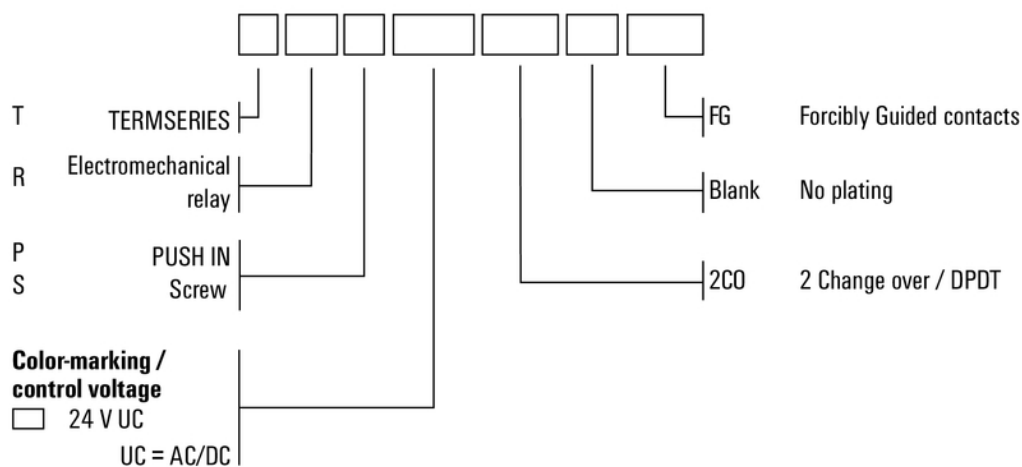 T TERMSERIES
FG Forcibly Guided contacts
R Electromechanical
relay
Blank No plating
P PUSH IN
S Screw
2CO 2 Change over / DPDT
Color-marking /
control voltage
24 V UC
UC = AC/DC